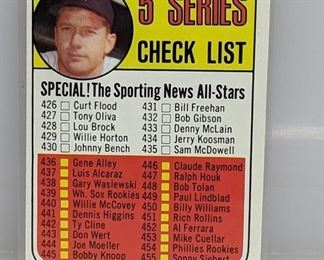 5 SERIES
CHECK LIST
SPECIAL! The Sporting News All-Stars
426 Curt Flood
427 Tony Oliva
428 Lou Brock
429 Willie Horton
430 Johnny Bench
431 Bill Freehan
432 Bob Gibson
433 Denny McLain
434 Jerry Koosman
435 Sam McDowell
436 Gene Alley
437 Luis Alcaraz
438 Gary Waslewski
439 Wh. Sox Rookies
440 Willie McCovey
441 Dennis Higgins
442 Ty Cline
443 Don Wert
444 Joe Moeller
445 Bobby Knoop
446 Claude Raymond
447 Ralph Houk
448 Bob Tolan
449 Paul Lindblad
450 Billy Williams
451 Rich Rollins
452 Al Ferrara
453 Mike Cuellar
454 Phillies Rookies
455 Sonny Siebert